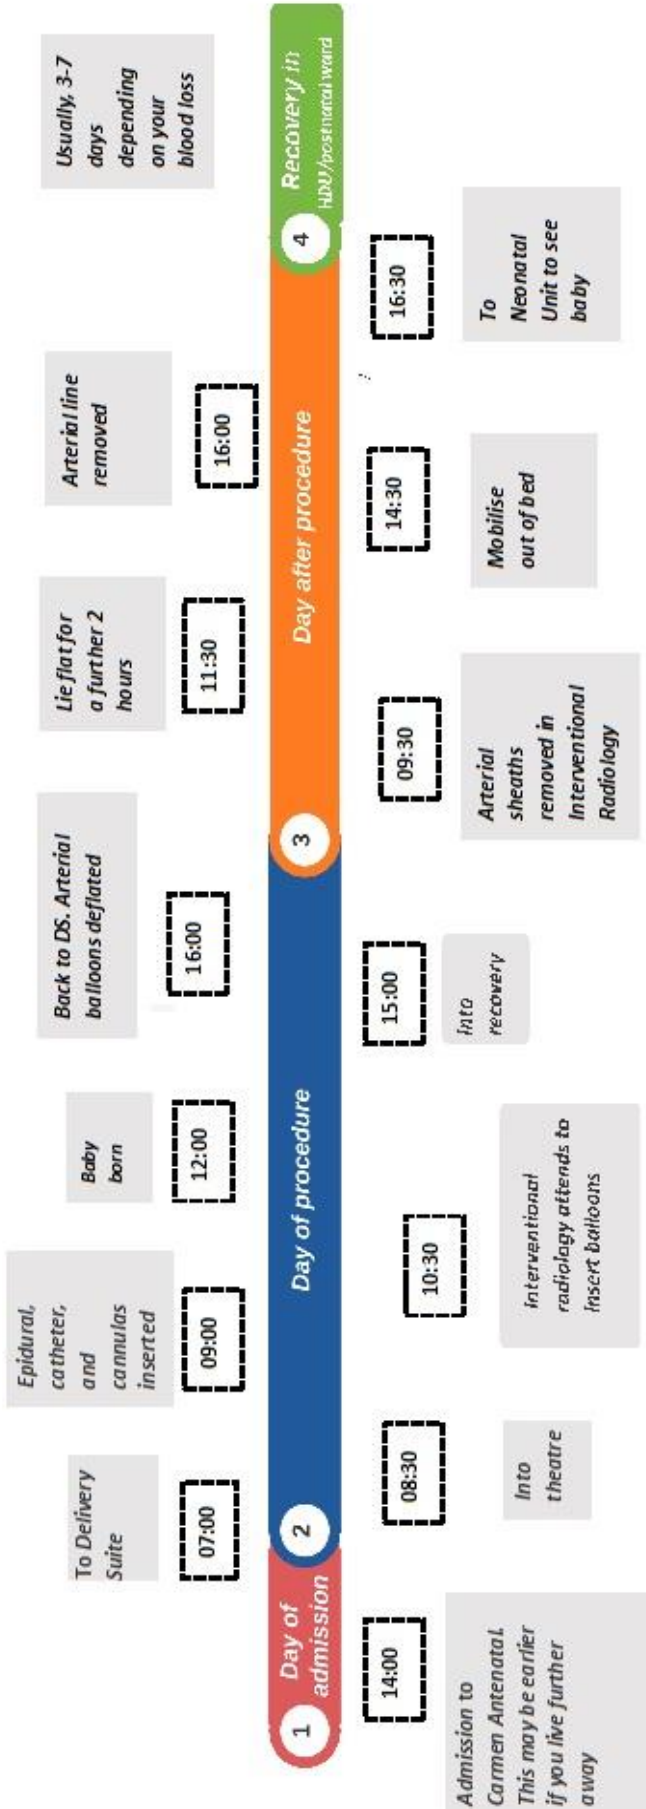 1
Day of
admission
14:00
Admission to
Carmen Antenatal.
This may be earlier
if you live further
away
2
Day of procedure
To Delivery
Suite
07:00
08:30
Into
theatre
Epidural,
catheter,
and
cannulas
inserted
09:00
10:30
Interventional
radiology attends to
Insert balloons
Baby
born
12:00
15:00
Into
recovery
Back to DS. Arterial
balloons deflated
16:00
3
Day after procedure
09:30
Arterial
sheaths
removed in
Interventional
Radiology
Lie flat for
a further 2
hours
11:30
14:30
Mobilise
out of bed
Arterial line
removed
16:00
16:30
To
Neonatal
Unit to see
baby
4
Recovery in
HDU/postnatal ward
Usually, 3-7
days
depending
on your
blood loss